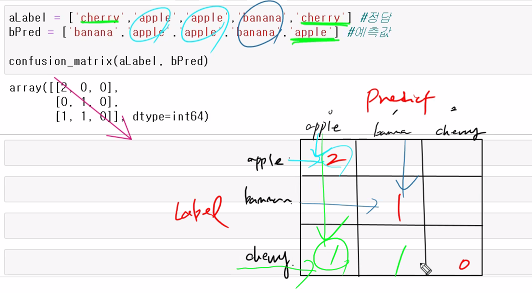 aLabel = ['cherry','apple','apple','banana','cherry'] #정답
bPred = ['banana','apple','apple','banana','apple'] #예측값
confusion_matrix(aLabel, bPred)
array([[2, 0, 0],
[0, 1, 0],
[1, 1, 0]], dtype=int64)
Predict
apple banana cherry
apple 2
banana 1
Label
cherry 1 1 0